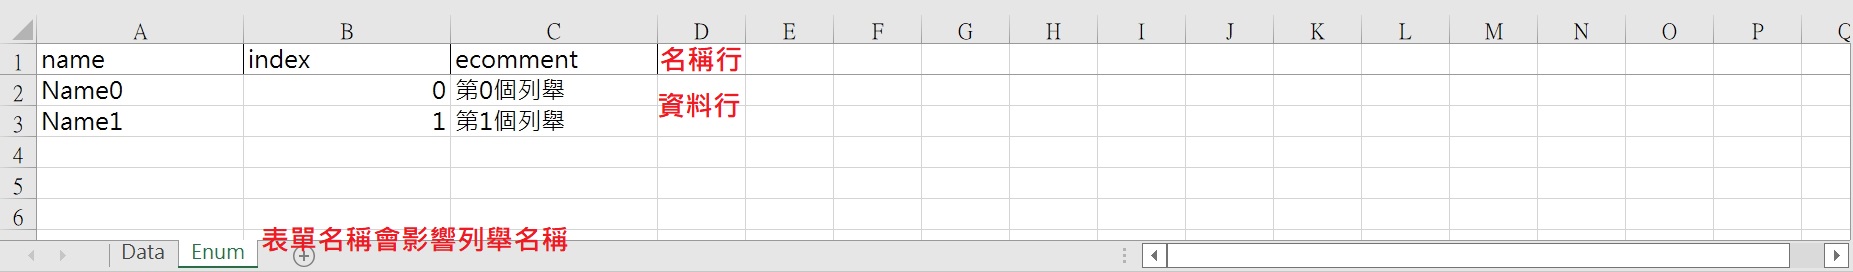 A B C D E F G H I J K L M N O P Q
1 name index ecomment 名稱行
2 Name0 0 第0個列舉
資料行
3 Name1 1 第1個列舉
4
5
6
表單名稱會影響列舉名稱
Data Enum